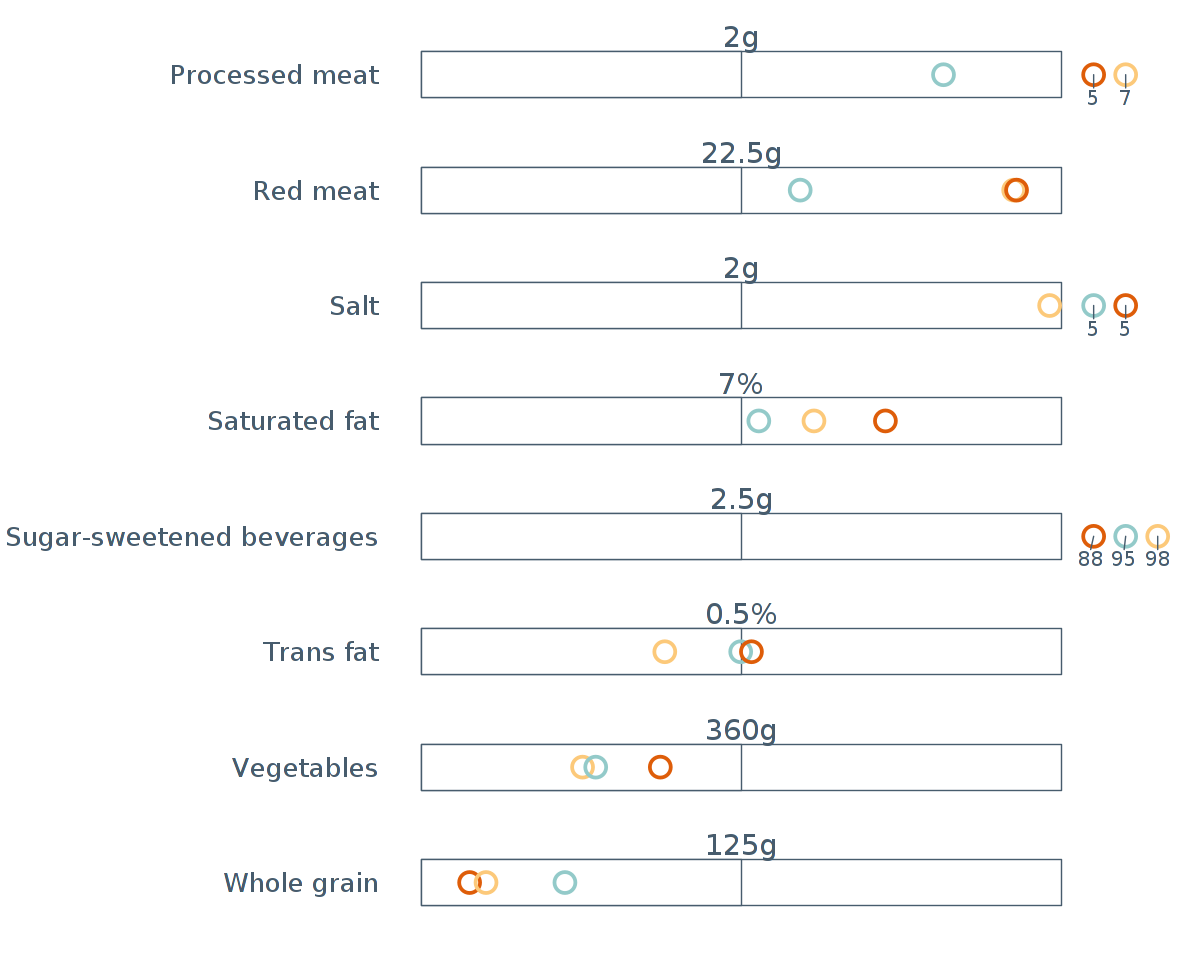 2g
Processed meat
5 7
22.5g
Red meat
2g
Salt
5 5
7%
Saturated fat
2.5g
Sugar-sweetened beverages
88 95 98
0.5%
Trans fat
360g
Vegetables
125g
Whole grain